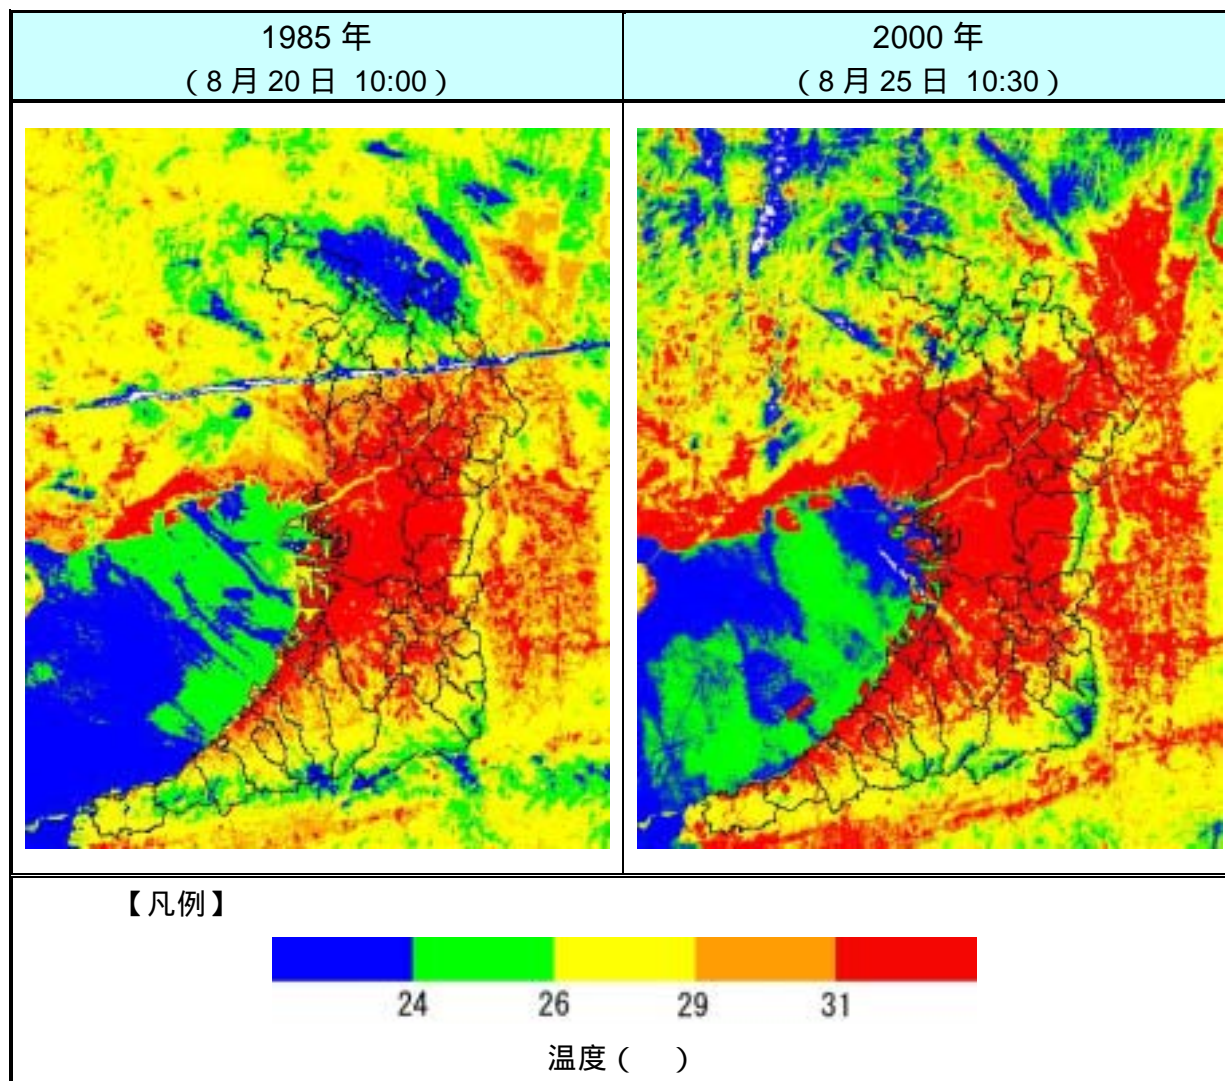 1985 年
（8 月 20 日 10:00）
2000 年
（8 月 25 日 10:30）
【凡例】
24 26 29 31
温度（　）